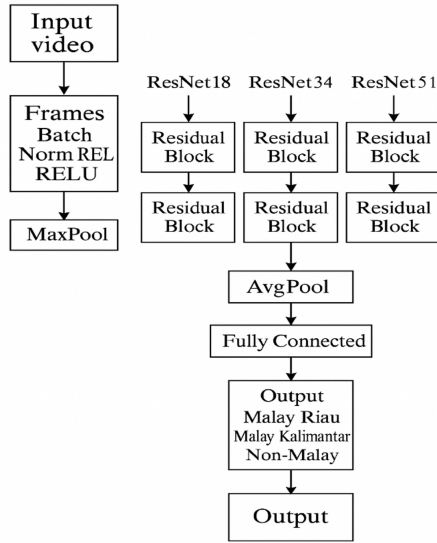 Input
video
Frames
Batch
Norm REL
RELU
MaxPool
ResNet18 ResNet34 ResNet51
Residual Residual Residual
Block Block Block
Residual Residual Residual
Block Block Block
AvgPool
Fully Connected
Output
Malay Riau
Malay Kalimantar
Non-Malay
Output